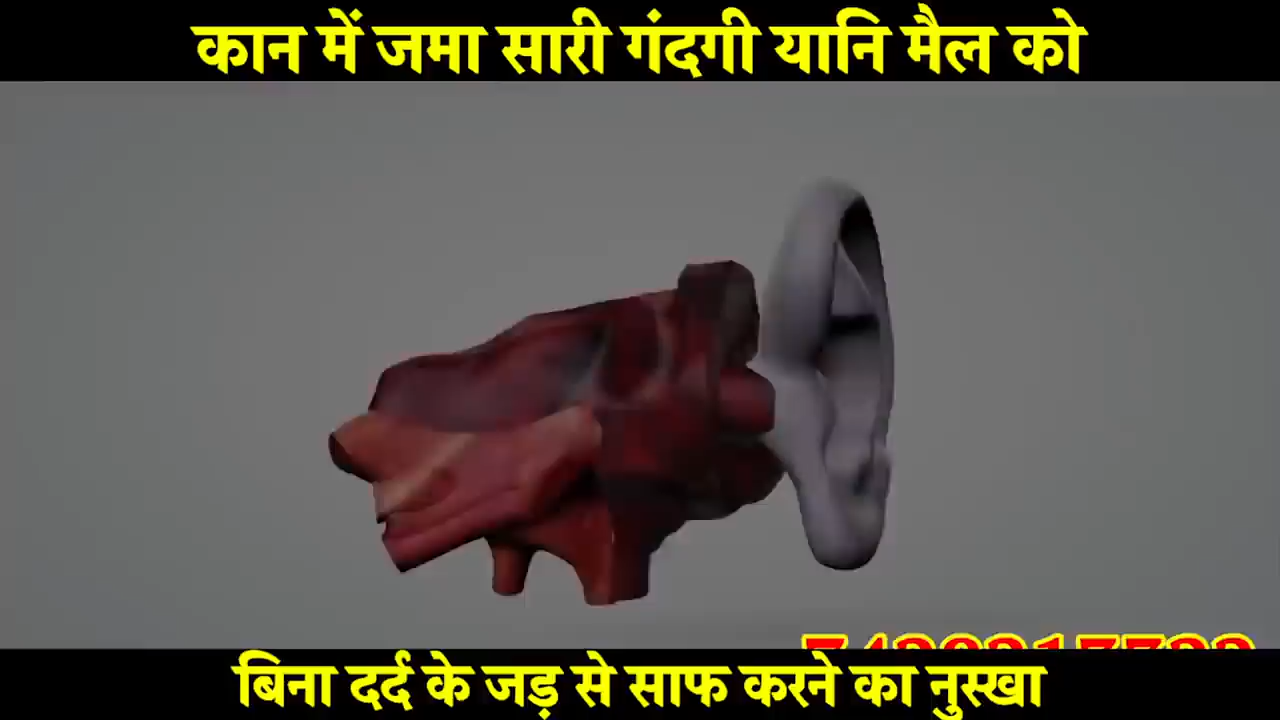 कान में जमा सारी गंदगी यानि मैल को
बिना दर्द के जड़ से साफ करने का नुस्खा